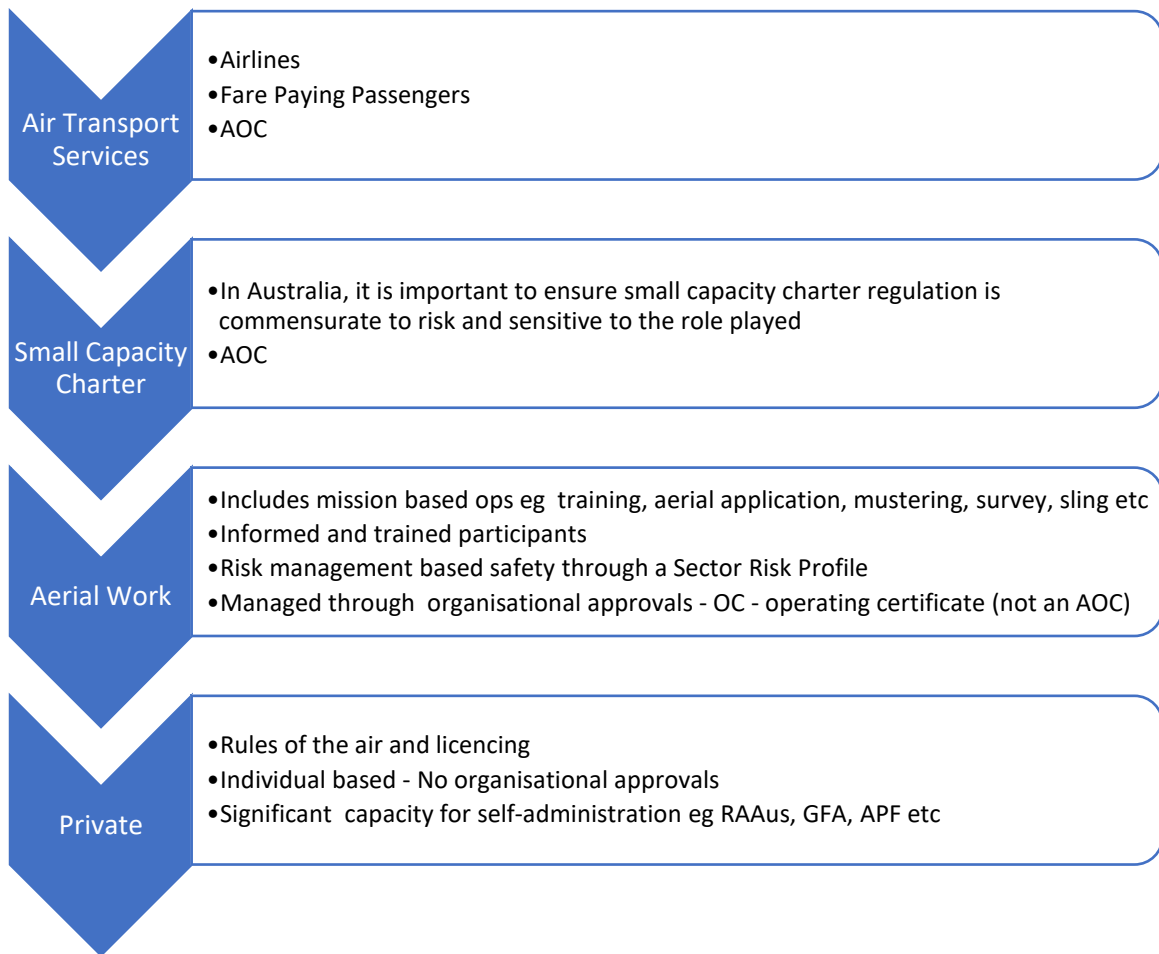 Air Transport
Services
•Airlines
•Fare Paying Passengers
•AOC
Small Capacity
Charter
•In Australia, it is important to ensure small capacity charter regulation is
commensurate to risk and sensitive to the role played
•AOC
Aerial Work
•Includes mission based ops eg  training, aerial application, mustering, survey, sling etc
•Informed and trained participants
•Risk management based safety through a Sector Risk Profile
•Managed through  organisational approvals - OC - operating certificate (not an AOC)
Private
•Rules of the air and licencing
•Individual based - No organisational approvals
•Significant  capacity for self-administration eg RAAus, GFA, APF etc